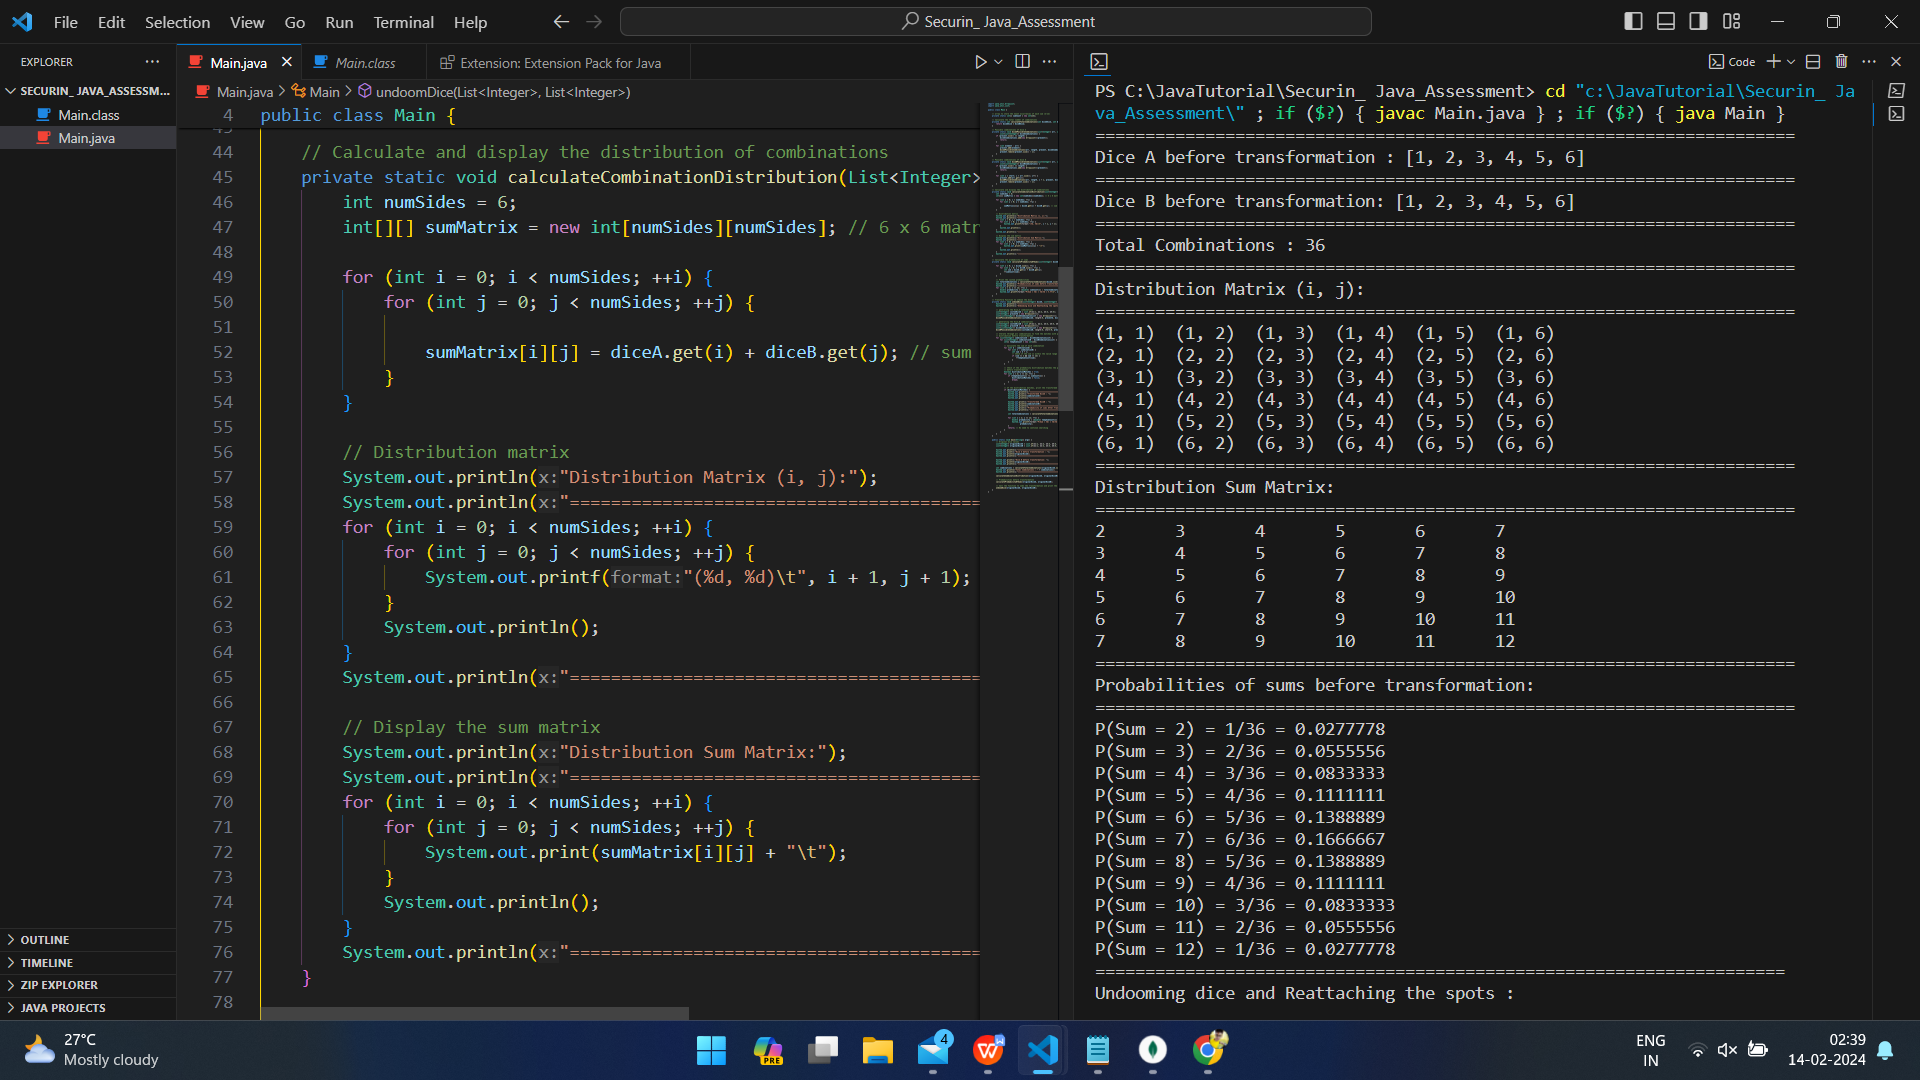 File Edit Selection View Go Run Terminal Help
Securin_ Java_Assessment
EXPLORER
SECURIN_ JAVA_ASSESSM...
Main.class
Main.java
OUTLINE
TIMELINE
ZIP EXPLORER
JAVA PROJECTS
Main.java
Main.class
Extension: Extension Pack for Java
Main.java > Main > undoomDice(List<Integer>, List<Integer>)
4 public class Main {
44 // Calculate and display the distribution of combinations
45 private static void calculateCombinationDistribution(List<Integer>
46 int numSides = 6;
47 int[][] sumMatrix = new int[numSides][numSides]; // 6 x 6 matr
48
49 for (int i = 0; i < numSides; ++i) {
50 for (int j = 0; j < numSides; ++j) {
51
52 sumMatrix[i][j] = diceA.get(i) + diceB.get(j); // sum
53 }
54 }
55
56 // Distribution matrix
57 System.out.println(x:"Distribution Matrix (i, j):");
58 System.out.println(x:"========================================
59 for (int i = 0; i < numSides; ++i) {
60 for (int j = 0; j < numSides; ++j) {
61 System.out.printf(format:"(%d, %d)\t", i + 1, j + 1);
62 }
63 System.out.println();
64 }
65 System.out.println(x:"========================================
66
67 // Display the sum matrix
68 System.out.println(x:"Distribution Sum Matrix:");
69 System.out.println(x:"========================================
70 for (int i = 0; i < numSides; ++i) {
71 for (int j = 0; j < numSides; ++j) {
72 System.out.print(sumMatrix[i][j] + "\t");
73 }
74 System.out.println();
75 }
76 System.out.println(x:"========================================
77 }
78
Code
PS C:\JavaTutorial\Securin_ Java_Assessment> cd "c:\JavaTutorial\Securin_ Ja
va_Assessment\" ; if ($?) { javac Main.java } ; if ($?) { java Main }
======================================================================
Dice A before transformation : [1, 2, 3, 4, 5, 6]
======================================================================
Dice B before transformation: [1, 2, 3, 4, 5, 6]
======================================================================
Total Combinations : 36
======================================================================
Distribution Matrix (i, j):
======================================================================
(1, 1) (1, 2) (1, 3) (1, 4) (1, 5) (1, 6)
(2, 1) (2, 2) (2, 3) (2, 4) (2, 5) (2, 6)
(3, 1) (3, 2) (3, 3) (3, 4) (3, 5) (3, 6)
(4, 1) (4, 2) (4, 3) (4, 4) (4, 5) (4, 6)
(5, 1) (5, 2) (5, 3) (5, 4) (5, 5) (5, 6)
(6, 1) (6, 2) (6, 3) (6, 4) (6, 5) (6, 6)
======================================================================
Distribution Sum Matrix:
======================================================================
2 3 4 5 6 7
3 4 5 6 7 8
4 5 6 7 8 9
5 6 7 8 9 10
6 7 8 9 10 11
7 8 9 10 11 12
======================================================================
Probabilities of sums before transformation:
======================================================================
P(Sum = 2) = 1/36 = 0.0277778
P(Sum = 3) = 2/36 = 0.0555556
P(Sum = 4) = 3/36 = 0.0833333
P(Sum = 5) = 4/36 = 0.1111111
P(Sum = 6) = 5/36 = 0.1388889
P(Sum = 7) = 6/36 = 0.1666667
P(Sum = 8) = 5/36 = 0.1388889
P(Sum = 9) = 4/36 = 0.1111111
P(Sum = 10) = 3/36 = 0.0833333
P(Sum = 11) = 2/36 = 0.0555556
P(Sum = 12) = 1/36 = 0.0277778
=====================================================================
Undooming dice and Reattaching the spots :
27°C
Mostly cloudy
PRE
4
W
ENG
IN
02:39
14-02-2024